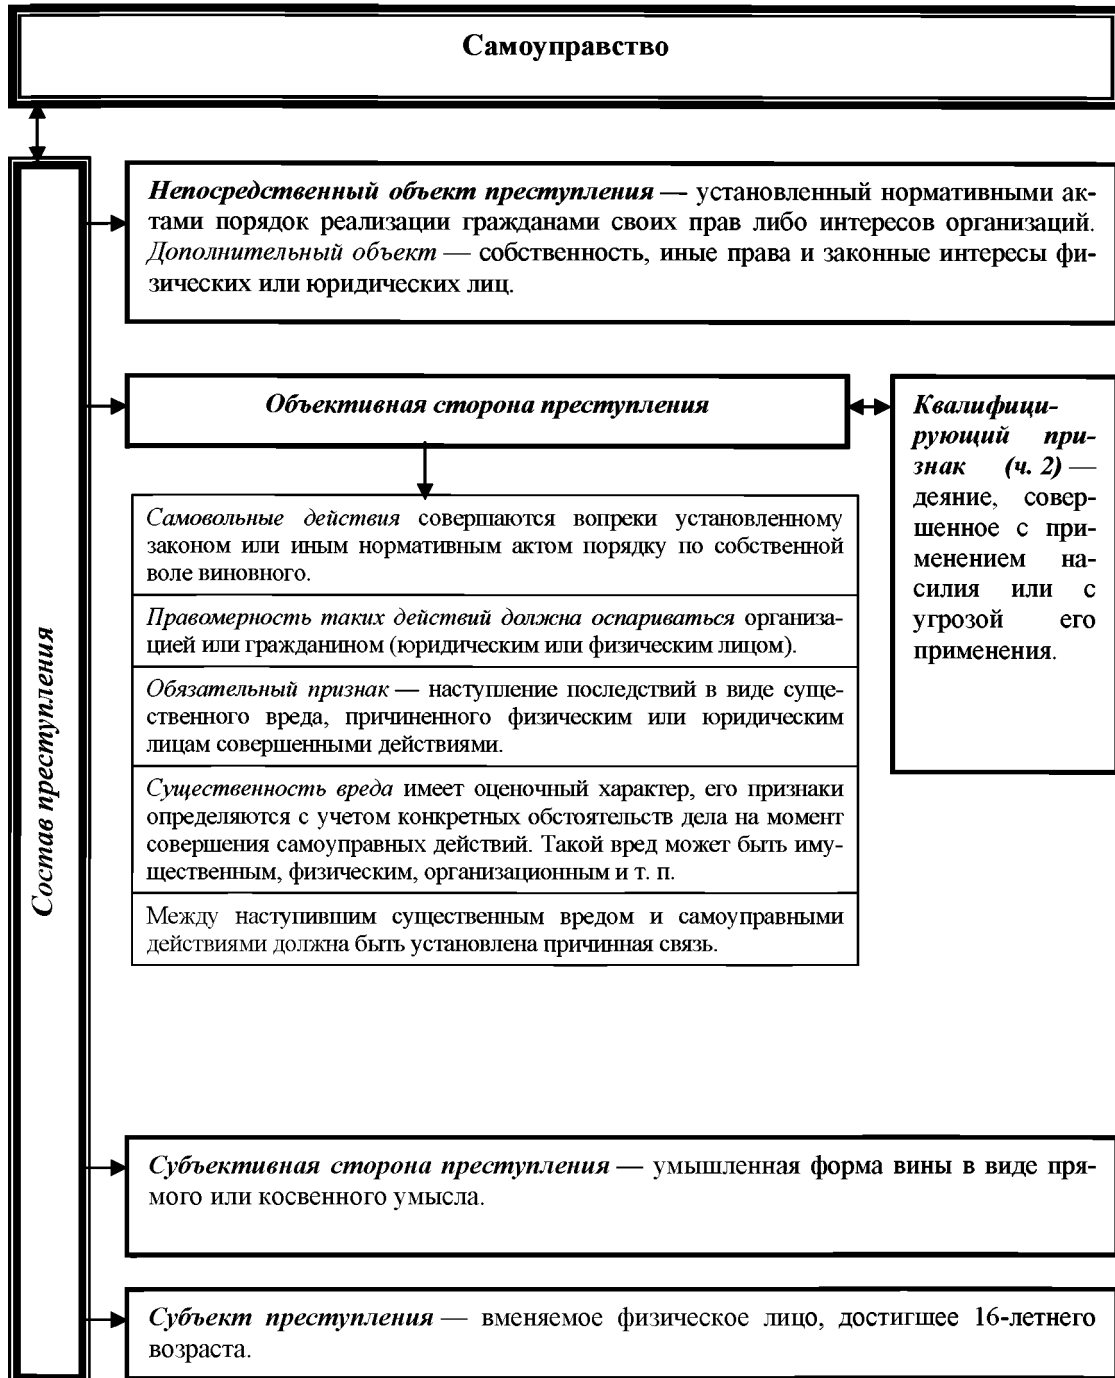 Самоуправство
Непосредственный объект преступления — установленный нормативными ак-
тами порядок реализации гражданами своих прав либо интересов организаций.
Дополнительный объект — собственность, иные права и законные интересы фи-
зических или юридических лиц.
Объективная сторона преступления
Самовольные действия совершаются вопреки установленному
законом или иным нормативным актом порядку по собственной
воле виновного.
Правомерность таких действий должна оспариваться организа-
цией или гражданином (юридическим или физическим лицом).
Обязательный признак — наступление последствий в виде суще-
ственного вреда, причиненного физическим или юридическим
лицам совершенными действиями.
Существенность вреда имеет оценочный характер, его признаки
определяются с учетом конкретных обстоятельств дела на момент
совершения самоуправных действий. Такой вред может быть иму-
щественным, физическим, организационным и т. п.
Между наступившим существенным вредом и самоуправными
действиями должна быть установлена причинная связь.
Квалифици-
рующий при-
знак (ч. 2) —
деяние, совер-
шенное с при-
менением на-
силия или с
угрозой его
применения.
Состав преступления
Субъективная сторона преступления — умышленная форма вины в виде пря-
мого или косвенного умысла.
Субъект преступления — вменяемое физическое лицо, достигшее 16-летнего
возраста.